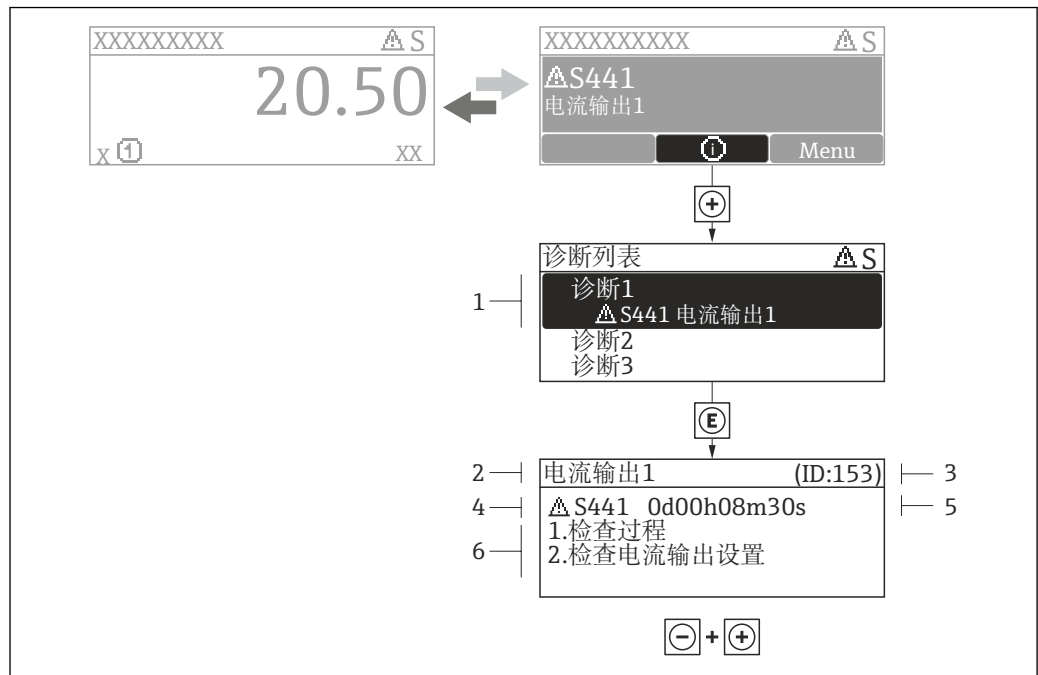 XXXXXXXXX S
20.50
x 1 XX
XXXXXXXXXX S
S441
电流输出1
i Menu
+
诊断列表 S
1
诊断1
S441 电流输出1
诊断2
诊断3
E
2 电流输出1 (ID:153) 3
4 S441 0d00h08m30s 5
6
1.检查过程
2.检查电流输出设置
- + +